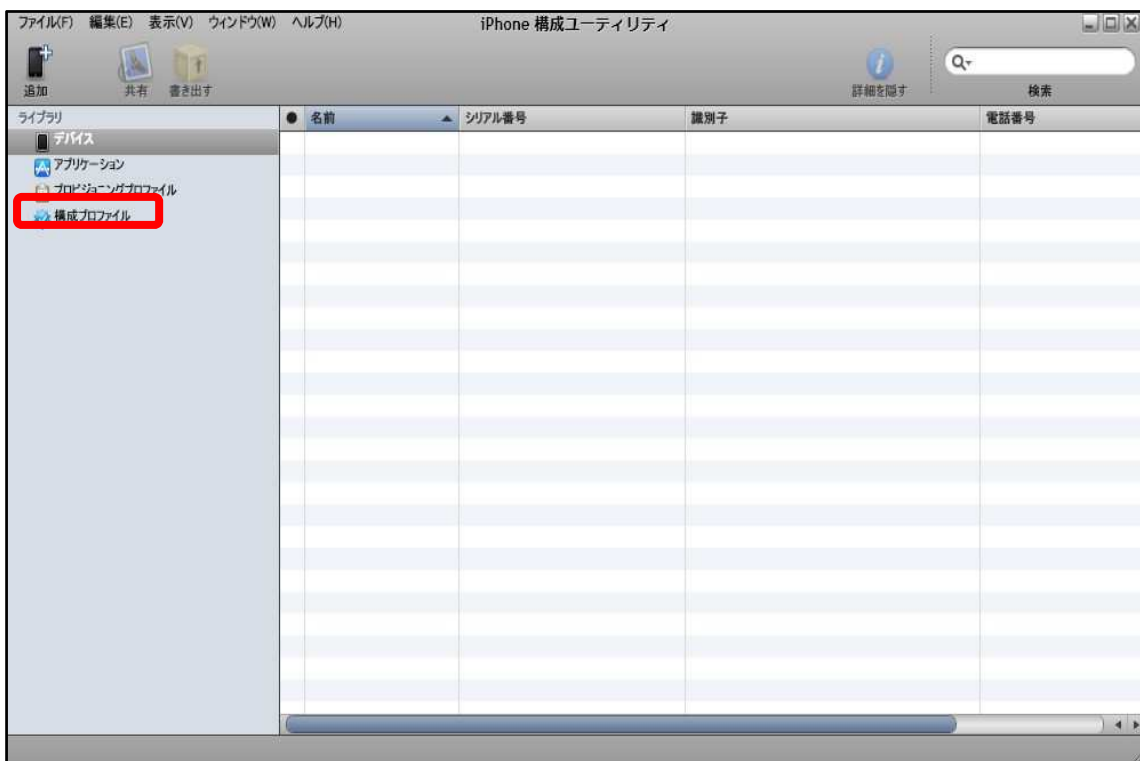 ファイル(F) 編集(E) 表示(V) ウィンドウ(W) ヘルプ(H) iPhone 構成ユーティリティ
追加 共有 書き出す 詳細を隠す 検索
ライブラリ
デバイス
アプリケーション
プロビジョニングプロファイル
構成プロファイル
名前 シリアル番号 識別子 電話番号